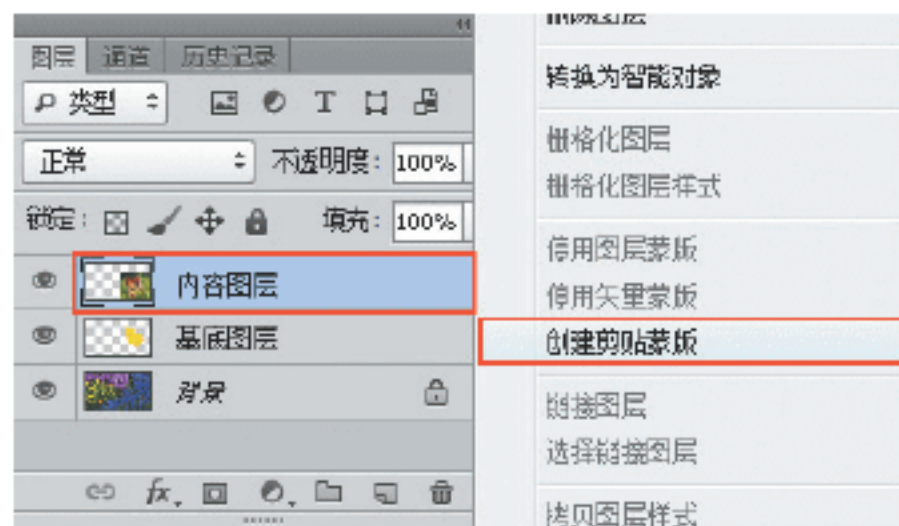 图层 通道 历史记录
类型
T
正常 不透明度: 100%
锁定: 填充: 100%
内容图层
基底图层
背景
fx
转换为智能对象
栅格化图层
栅格化图层样式
停用图层蒙版
停用矢量蒙版
创建剪贴蒙版
链接图层
选择链接图层
拷贝图层样式